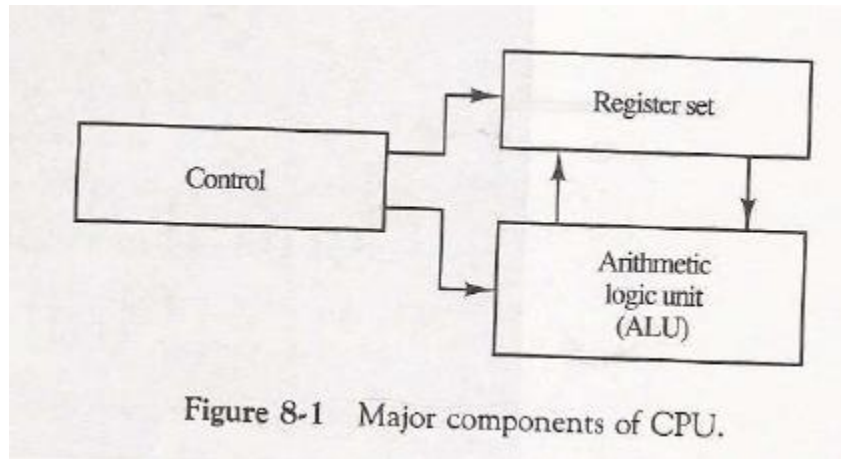 Register set
Control
Arithmetic
logic unit
(ALU)
Figure 8-1 Major components of CPU.